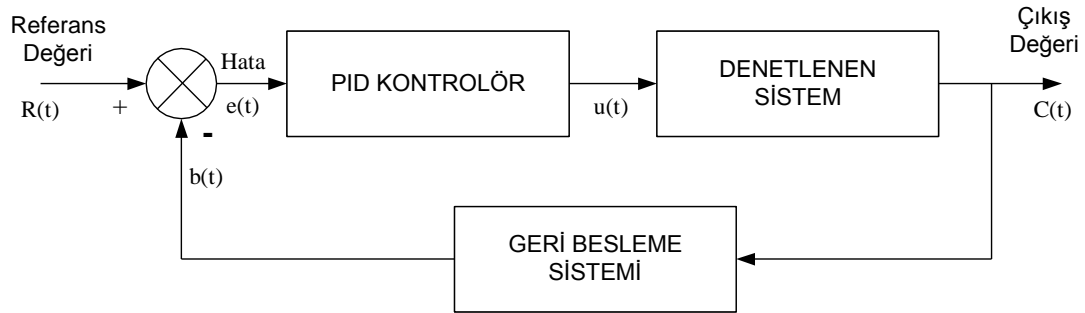 Referans
Değeri
R(t)
+
-
Hata
e(t)
b(t)
PID KONTROLÖR
u(t)
DENETLENEN
SİSTEM
Çıkış
Değeri
C(t)
GERİ BESLEME
SİSTEMİ